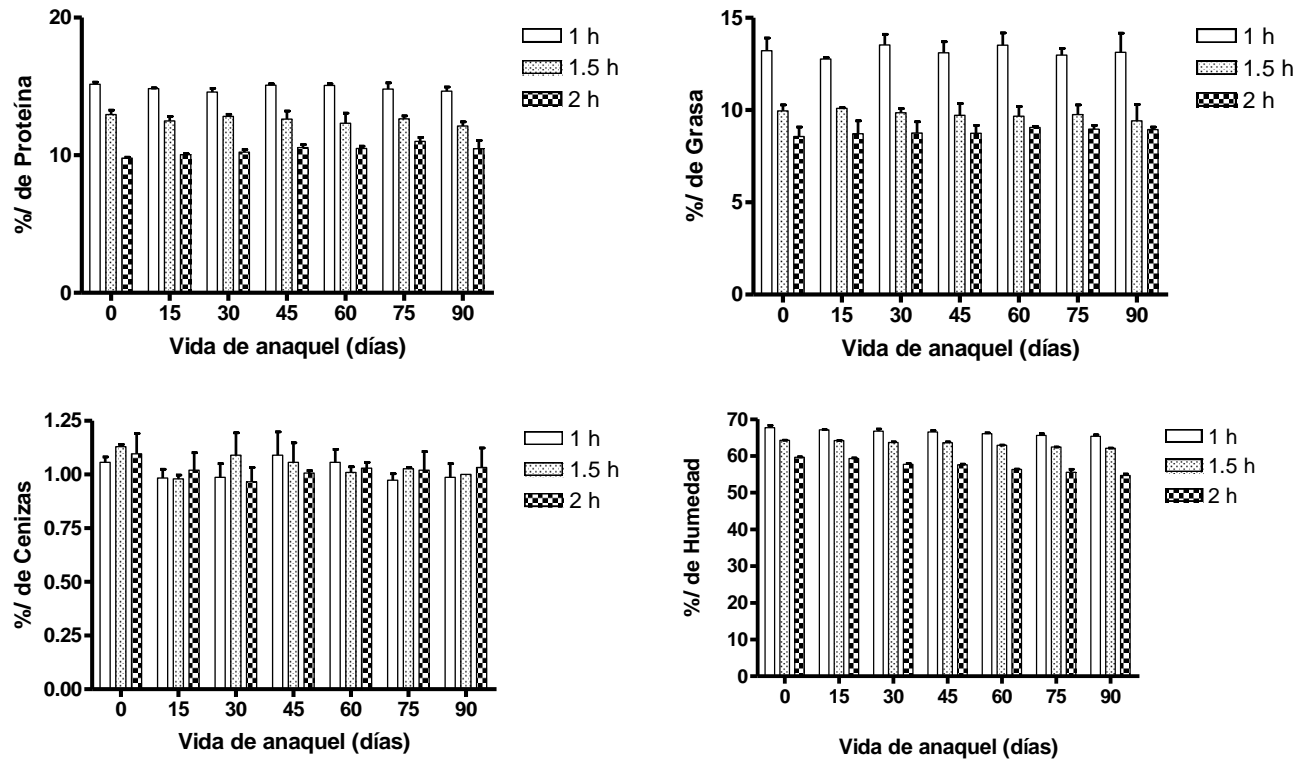 20
10
0
%/ de Proteína
0 15 30 45 60 75 90
Vida de anaquel (días)
1 h
1.5 h
2 h
15
10
5
0
%/ de Grasa
0 15 30 45 60 75 90
Vida de anaquel (días)
1 h
1.5 h
2 h
1.25
1.00
0.75
0.50
0.25
0.00
%/ de Cenizas
0 15 30 45 60 75 90
Vida de anaquel (días)
1 h
1.5 h
2 h
70
60
50
40
30
20
10
0
%/ de Humedad
0 15 30 45 60 75 90
Vida de anaquel (días)
1 h
1.5 h
2 h